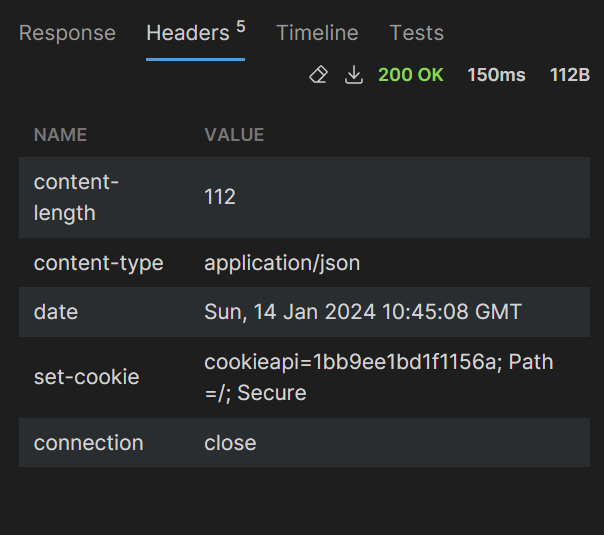 Response Headers 5 Timeline Tests
200 OK 150ms 112B
NAME VALUE
content-
length
112
content-type application/json
date Sun, 14 Jan 2024 10:45:08 GMT
set-cookie
cookieapi=1bb9ee1bd1f1156a; Path
=/; Secure
connection close